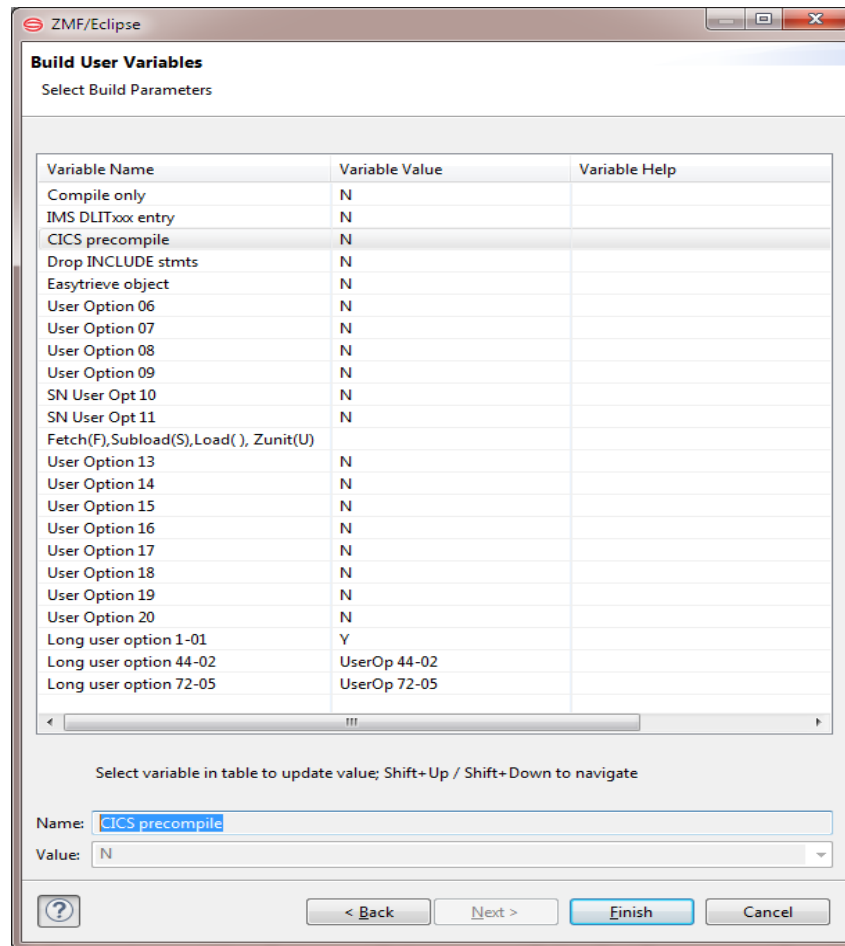 ZMF/Eclipse
Build User Variables
Select Build Parameters
Variable Name Variable Value Variable Help
Compile only N
IMS DLITxxx entry N
CICS precompile N
Drop INCLUDE stmts N
Easytrieve object N
User Option 06 N
User Option 07 N
User Option 08 N
User Option 09 N
SN User Opt 10 N
SN User Opt 11 N
Fetch(F),Subload(S),Load( ), Zunit(U)
User Option 13 N
User Option 14 N
User Option 15 N
User Option 16 N
User Option 17 N
User Option 18 N
User Option 19 N
User Option 20 N
Long user option 1-01 Y
Long user option 44-02 UserOp 44-02
Long user option 72-05 UserOp 72-05
Select variable in table to update value; Shift+Up / Shift+Down to navigate
Name: CICS precompile
Value: N
? < Back Next > Finish Cancel